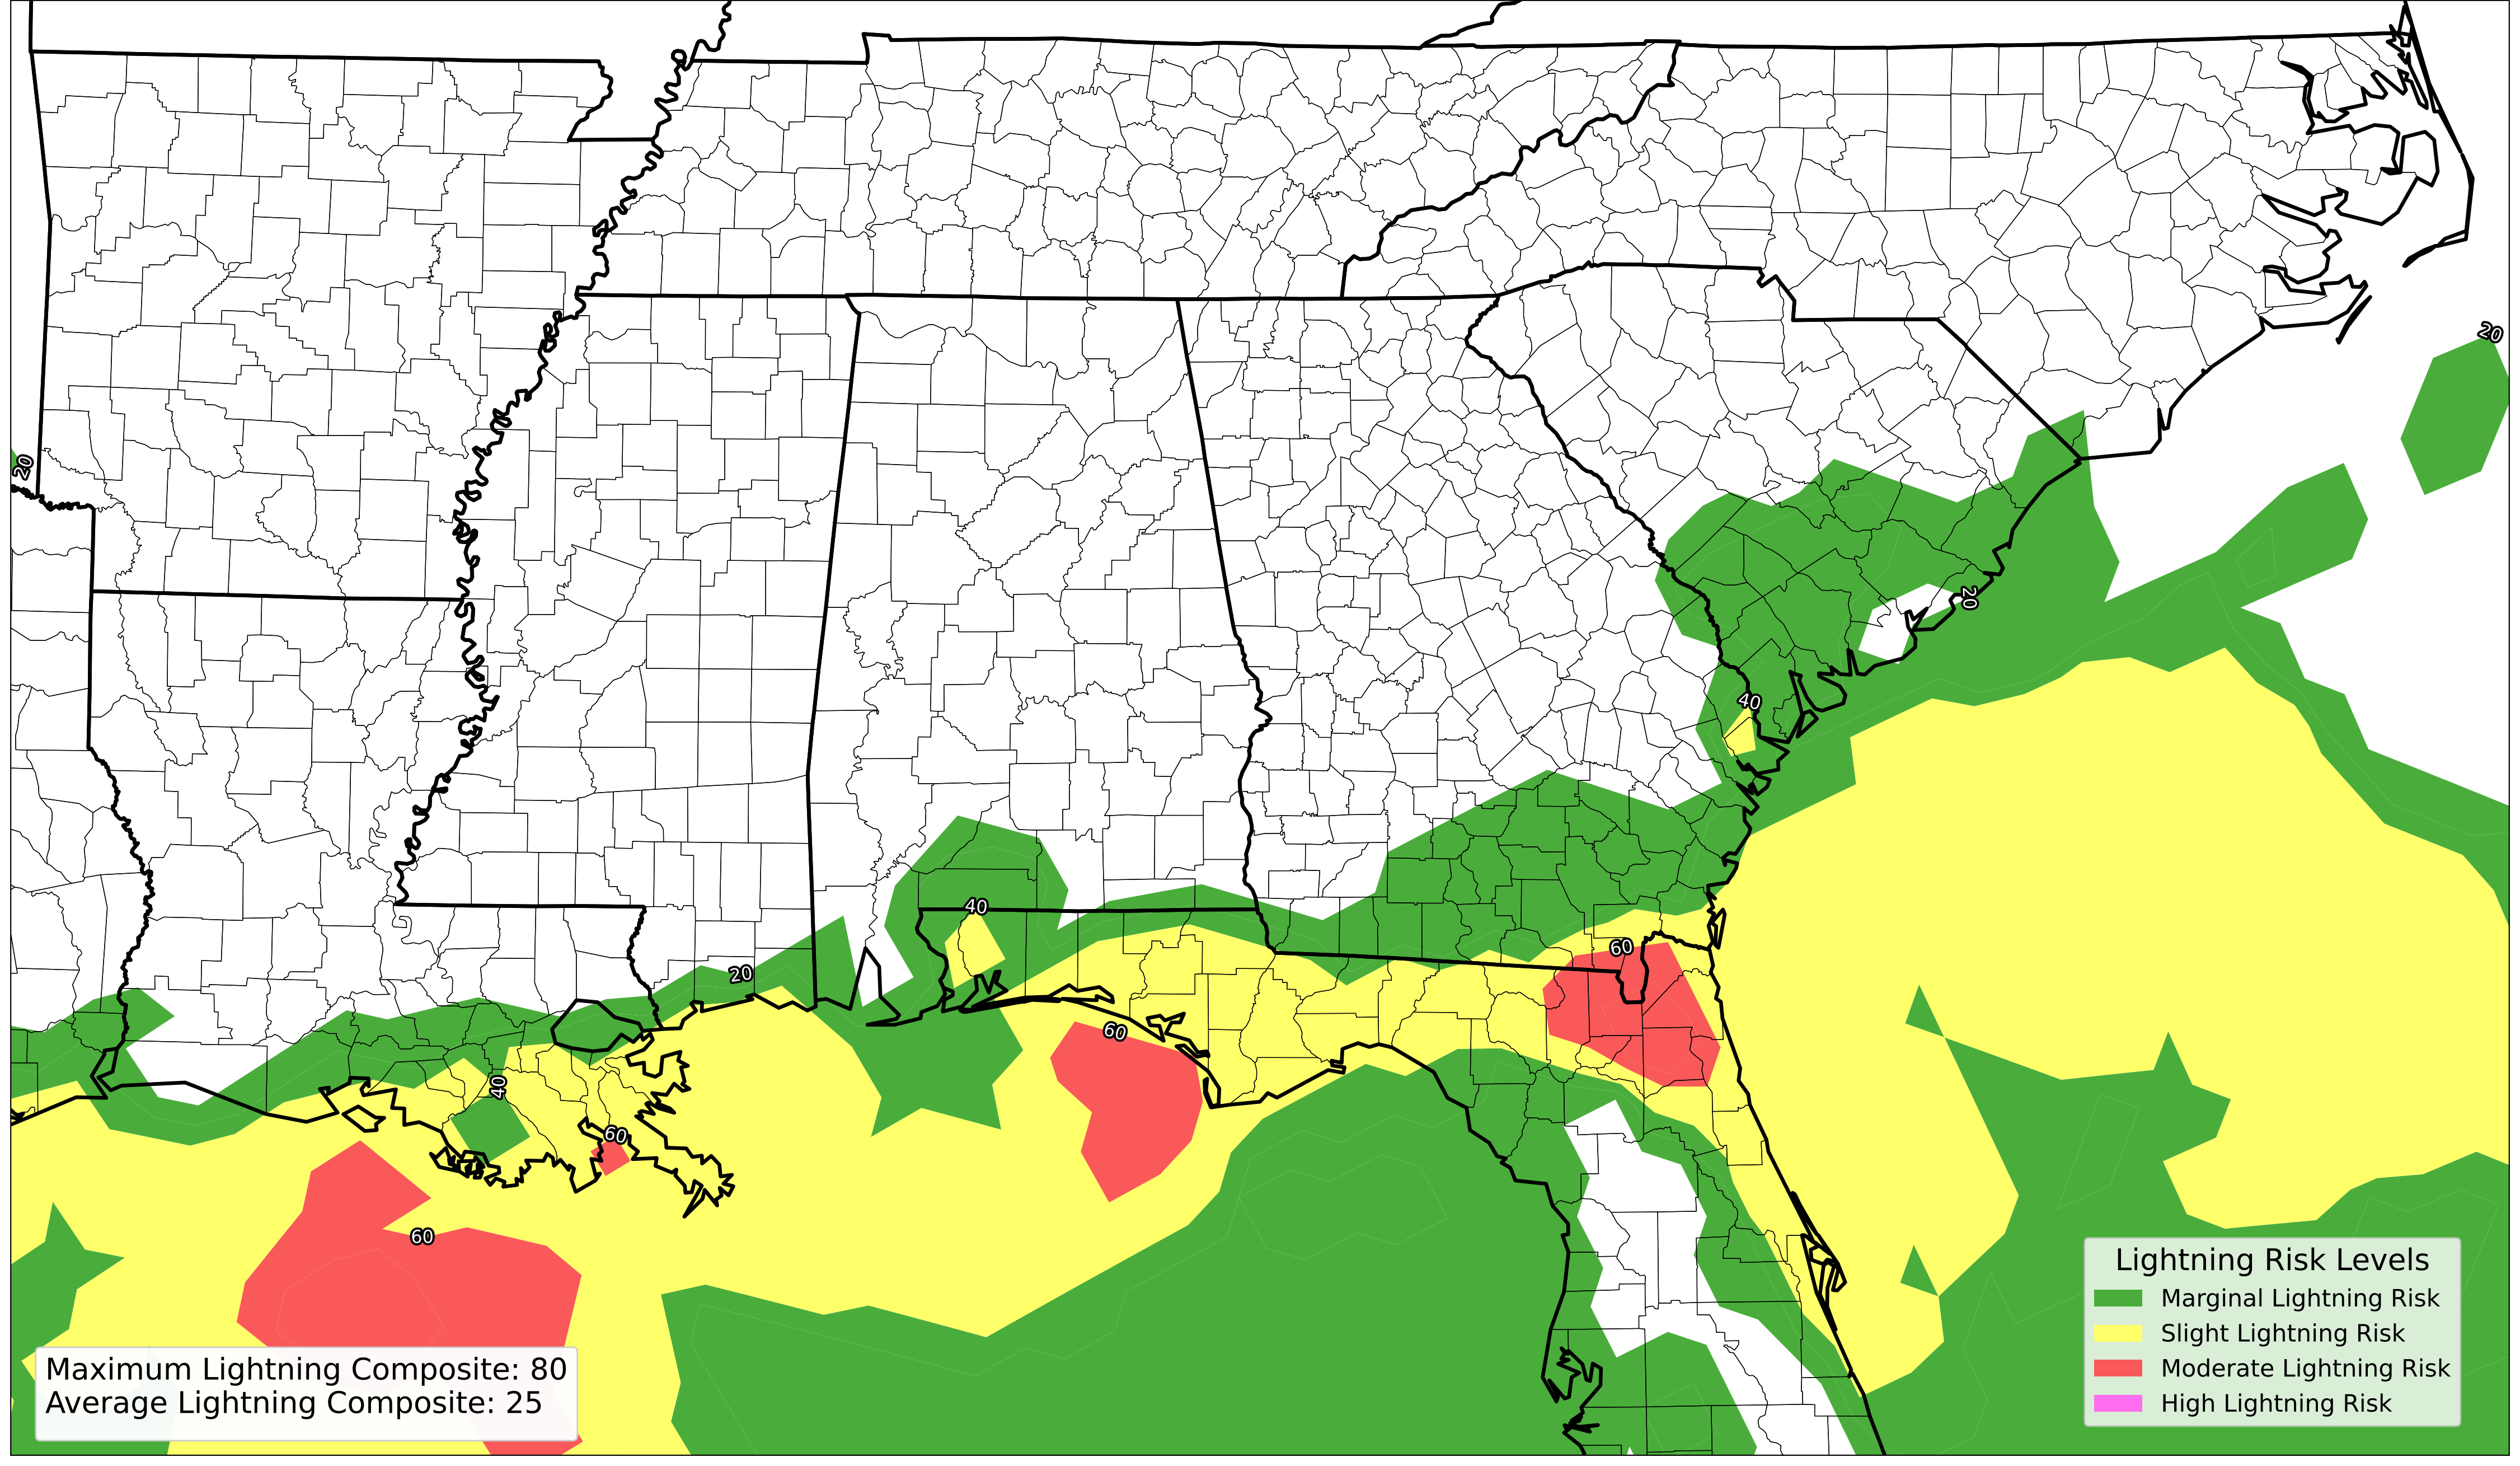 20
20
20
40
40
60
20
60
40
60
60
Lightning Risk Levels
Marginal Lightning Risk
Slight Lightning Risk
Moderate Lightning Risk
High Lightning Risk
Maximum Lightning Composite: 80
Average Lightning Composite: 25